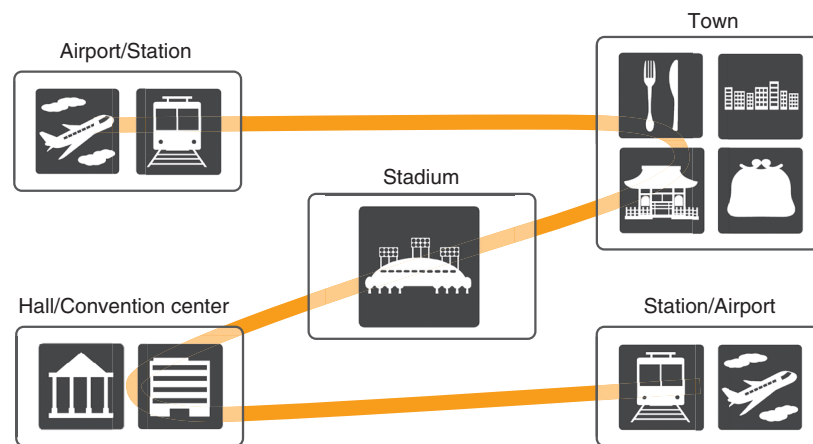 Town
Airport/Station
Stadium
Hall/Convention center
Station/Airport